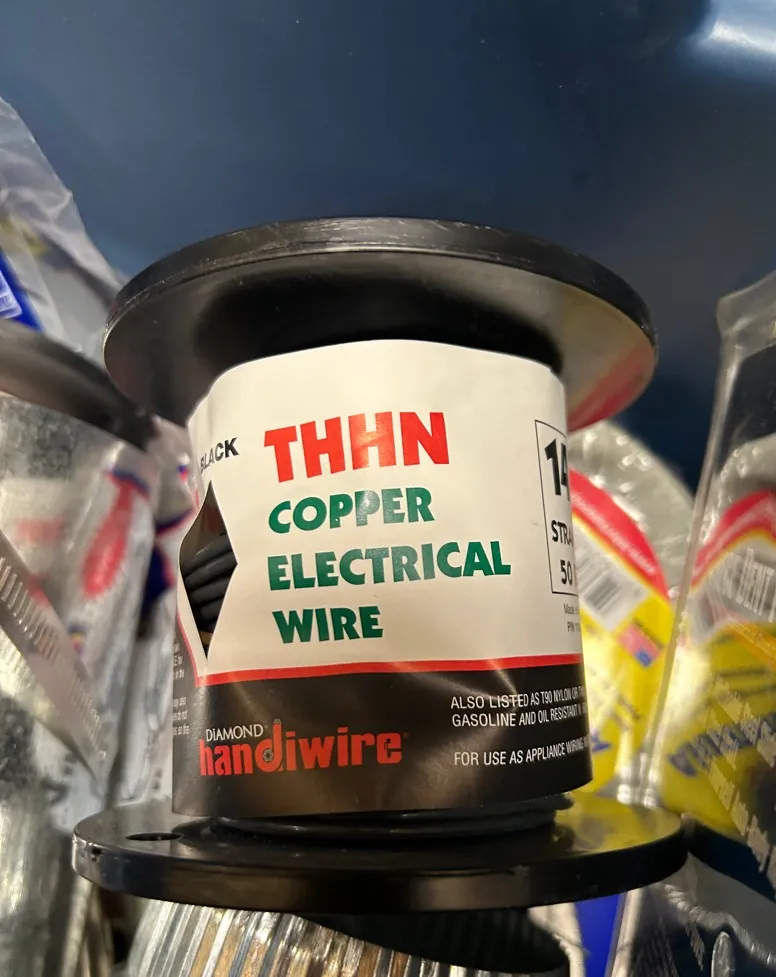 BLACK
THHN
COPPER
ELECTRICAL
WIRE
14
50
DIAMOND
handiwire
ALSO LISTED AS T90 NYLON OR
GASOLINE AND OIL RESISTANT
FOR USE AS APPLIANCE WIRING